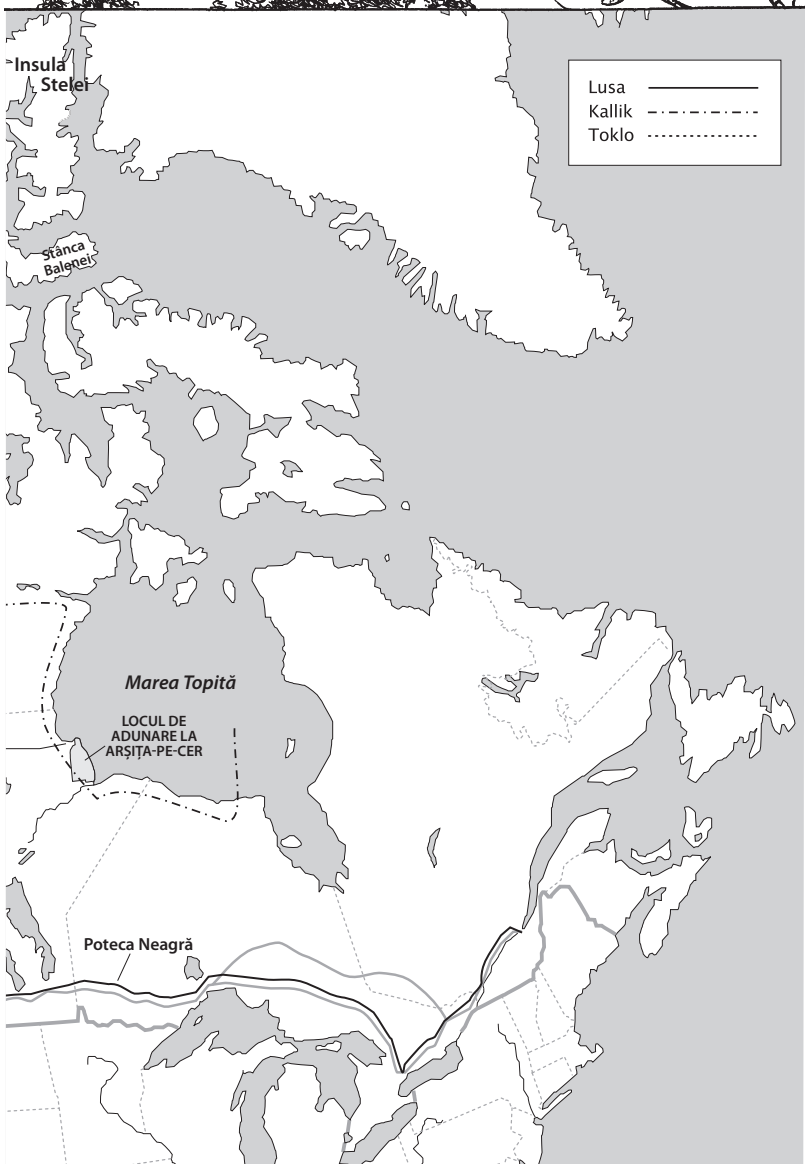 Insula
Stelei
Lusa
Kallik
Toklo
Stânca
Balenei
Marea Topită
LOCUL DE
ADUNARE LA
ARȘIȚA-PE-CER
Poteca Neagră